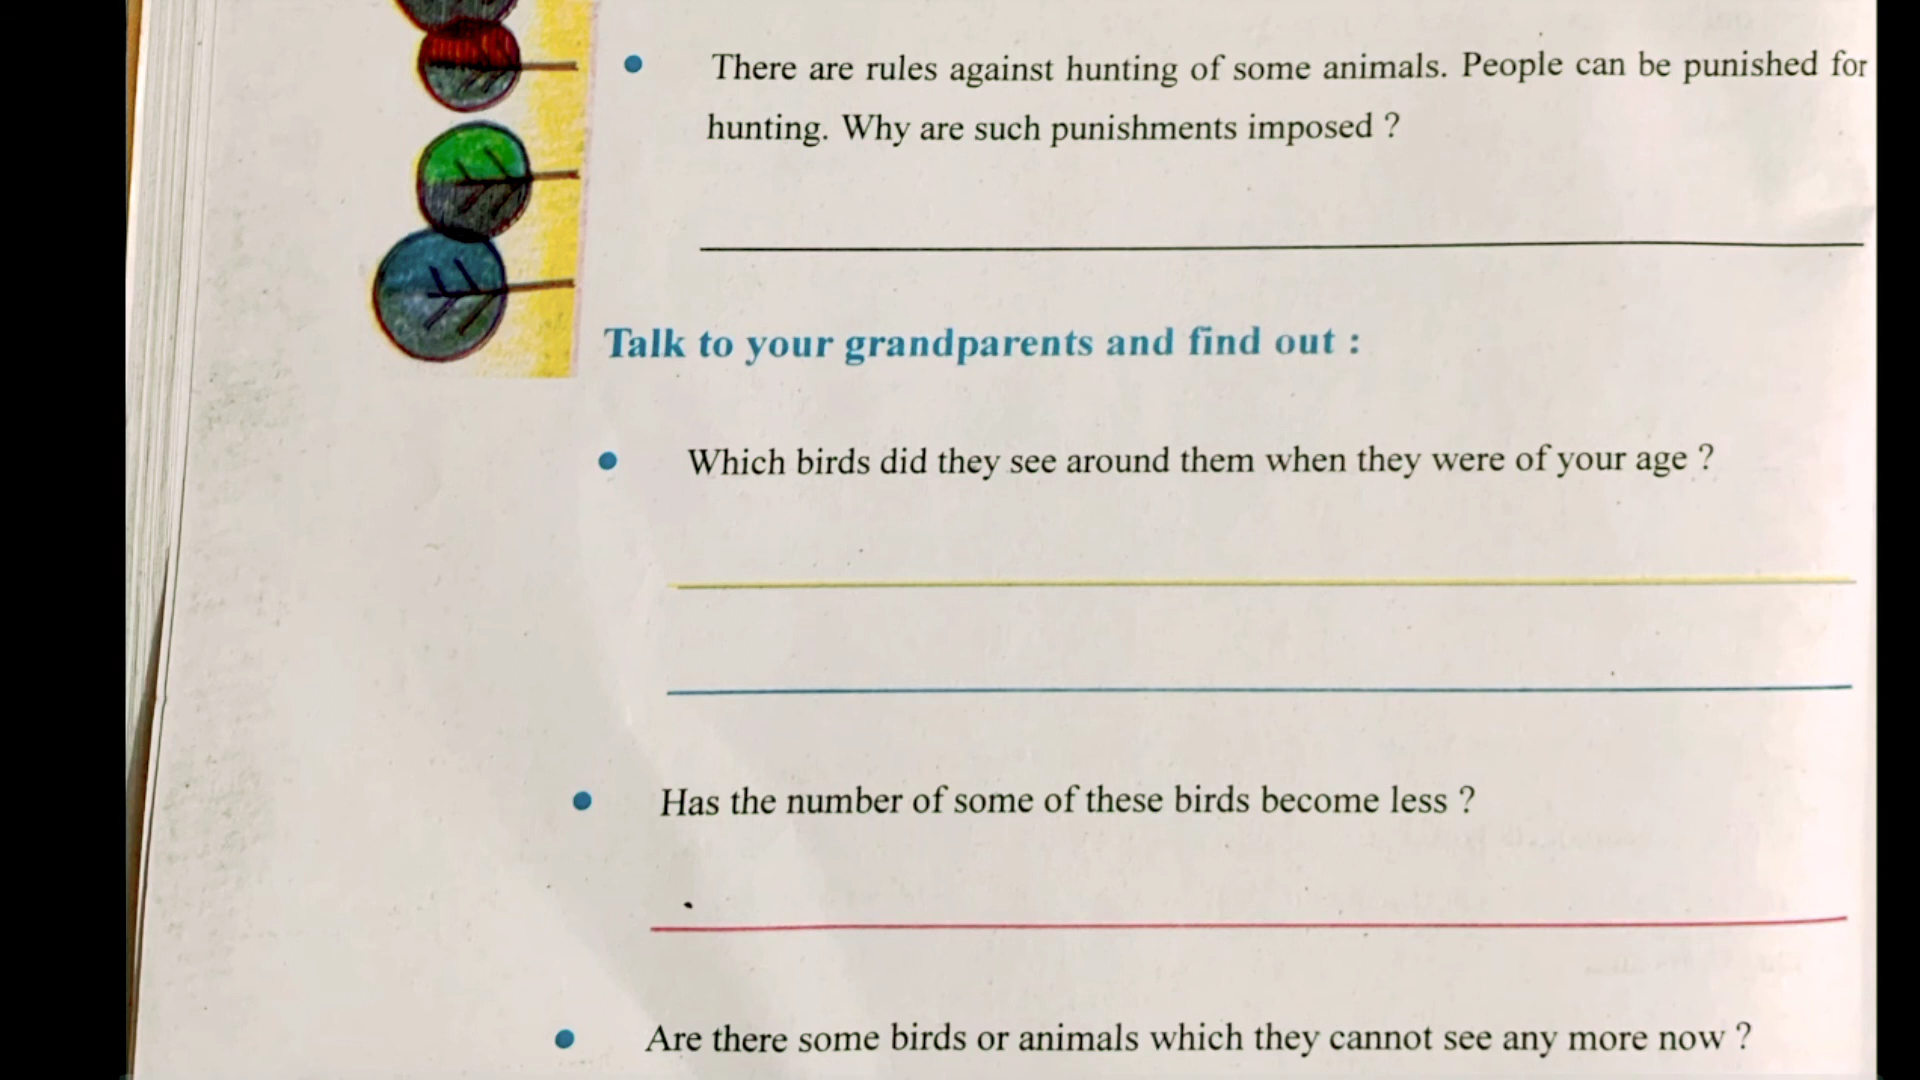 There are rules against hunting of some animals. People can be punished for
hunting. Why are such punishments imposed ?
Talk to your grandparents and find out :
Which birds did they see around them when they were of your age ?
Has the number of some of these birds become less ?
Are there some birds or animals which they cannot see any more now ?